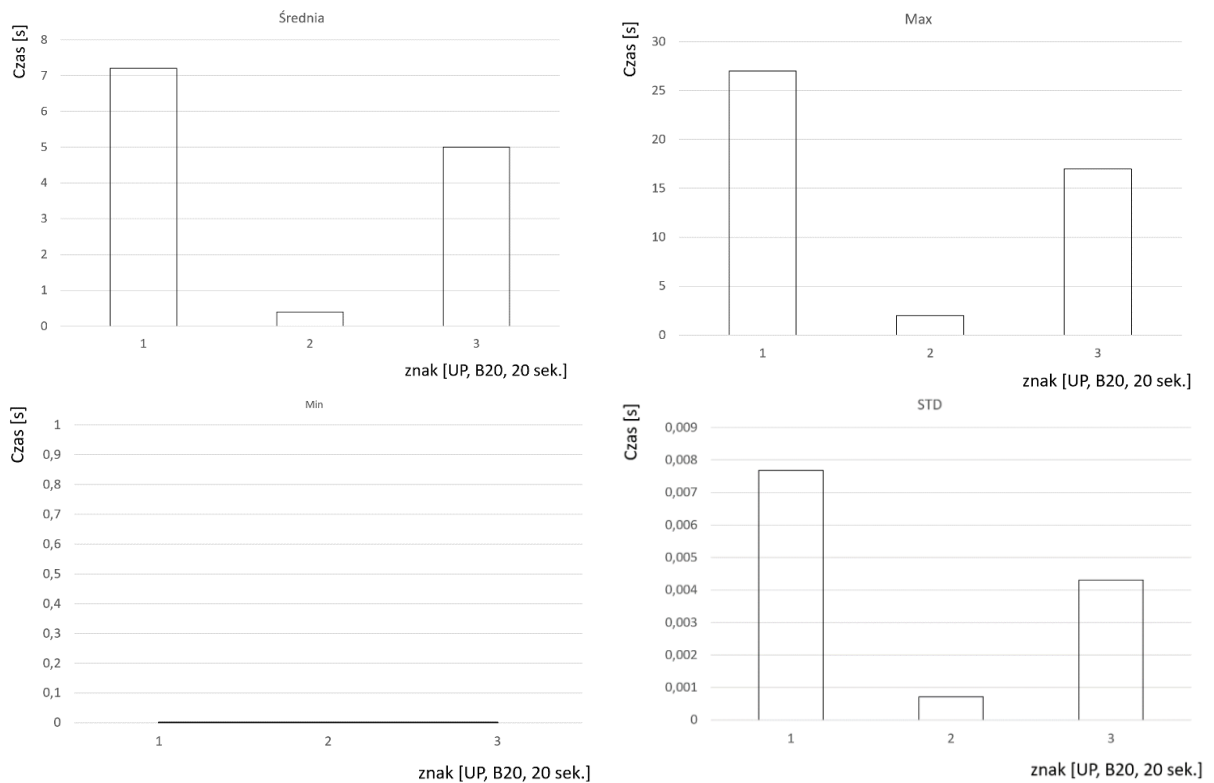 Średnia
Czas [s]
8
7
6
5
4
3
2
1
0
1 2 3
znak [UP, B20, 20 sek.]
Max
Czas [s]
30
25
20
15
10
5
0
1 2 3
znak [UP, B20, 20 sek.]
Min
Czas [s]
1
0,9
0,8
0,7
0,6
0,5
0,4
0,3
0,2
0,1
0
1 2 3
znak [UP, B20, 20 sek.]
STD
Czas [s]
0,009
0,008
0,007
0,006
0,005
0,004
0,003
0,002
0,001
0
1 2 3
znak [UP, B20, 20 sek.]